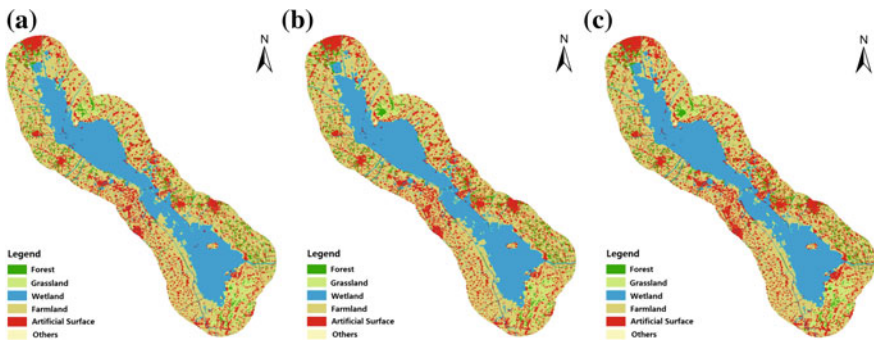 (a)
N
Legend
Forest
Grassland
Wetland
Farmland
Artificial Surface
Others
(b)
N
Legend
Forest
Grassland
Wetland
Farmland
Artificial Surface
Others
(c)
N
Legend
Forest
Grassland
Wetland
Farmland
Artificial Surface
Others